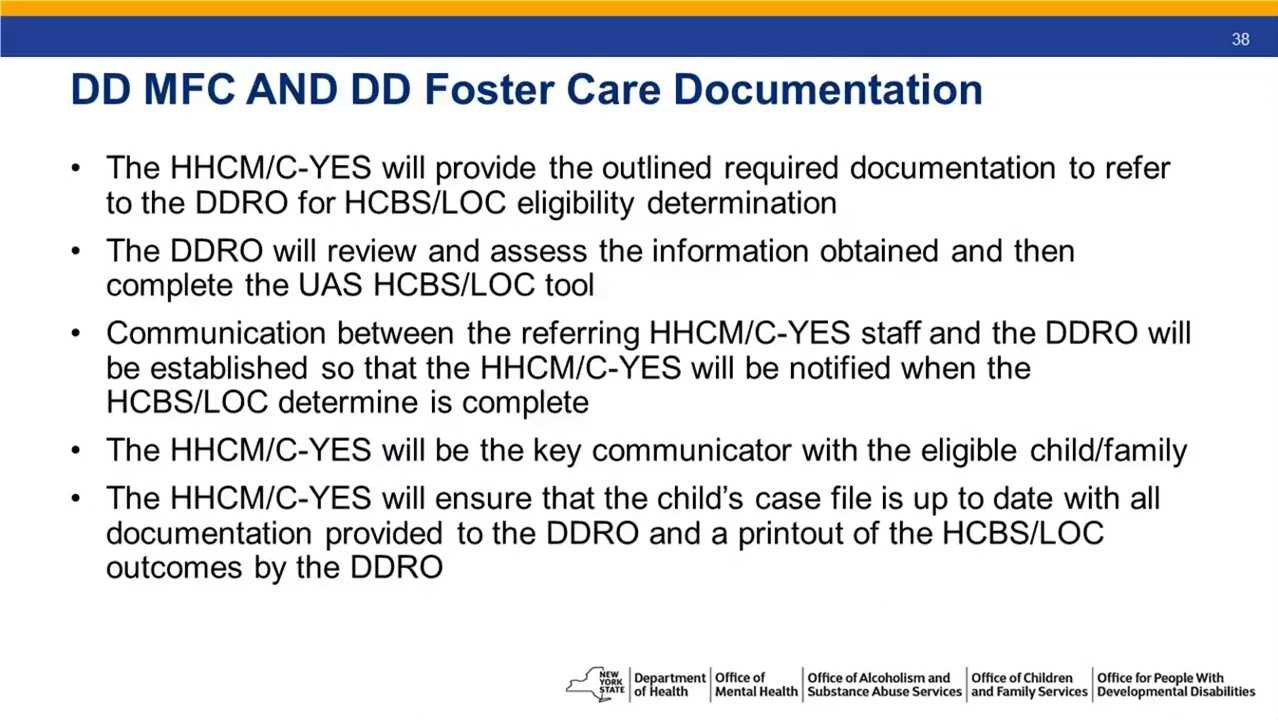 38
DD MFC AND DD Foster Care Documentation
• The HHCM/C-YES will provide the outlined required documentation to refer
to the DDRO for HCBS/LOC eligibility determination
• The DDRO will review and assess the information obtained and then
complete the UAS HCBS/LOC tool
• Communication between the referring HHCM/C-YES staff and the DDRO will
be established so that the HHCM/C-YES will be notified when the
HCBS/LOC determine is complete
• The HHCM/C-YES will be the key communicator with the eligible child/family
• The HHCM/C-YES will ensure that the child’s case file is up to date with all
documentation provided to the DDRO and a printout of the HCBS/LOC
outcomes by the DDRO
NEW
YORK
STATE
Department
of Health
Office of
Mental Health
Office of Alcoholism and
Substance Abuse Services
Office of Children
and Family Services
Office for People With
Developmental Disabilities